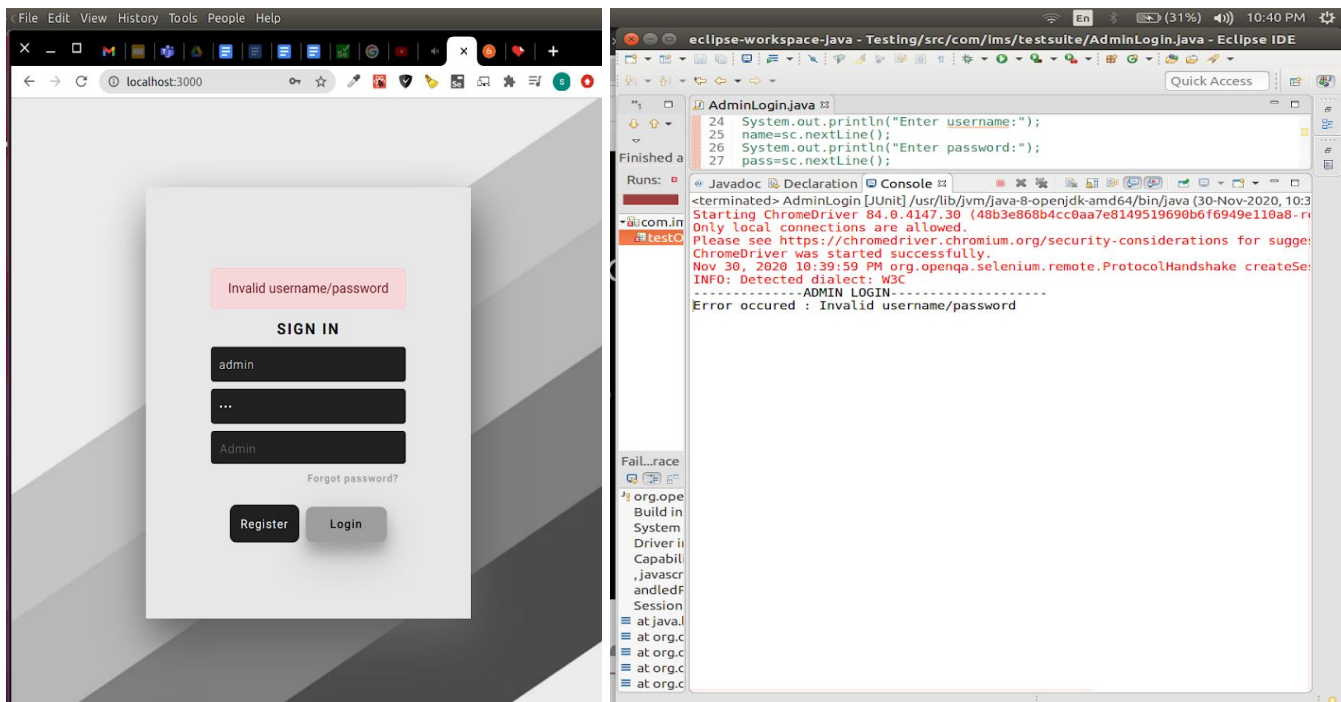 File Edit View History Tools People Help
localhost:3000
Invalid username/password
SIGN IN
admin
Admin
Forgot password?
Register
Login
En
(31%)
10:40 PM
eclipse-workspace-java - Testing/src/com/ims/testsuite/AdminLogin.java - Eclipse IDE
Quick Access
AdminLogin.java
24 System.out.println("Enter username:");
25 name=sc.nextLine();
26 System.out.println("Enter password:");
27 pass=sc.nextLine();
Finished a
Runs:
com.im
testO
Fail...race
org.ope
Build in
System
Driver i
Capabil
, javascr
andledF
Session
at java.l
at org.c
at org.c
at org.c
at org.c
Javadoc Declaration Console
<terminated> AdminLogin [JUnit] /usr/lib/jvm/java-8-openjdk-amd64/bin/java (30-Nov-2020, 10:3
Starting ChromeDriver 84.0.4147.30 (48b3e868b4cc0aa7e8149519690b6f6949e110a8-r
Only local connections are allowed.
Please see https://chromedriver.chromium.org/security-considerations for sugge
ChromeDriver was started successfully.
Nov 30, 2020 10:39:59 PM org.openqa.selenium.remote.ProtocolHandshake createSe
INFO: Detected dialect: W3C
--------------ADMIN LOGIN--------------------
Error occured : Invalid username/password